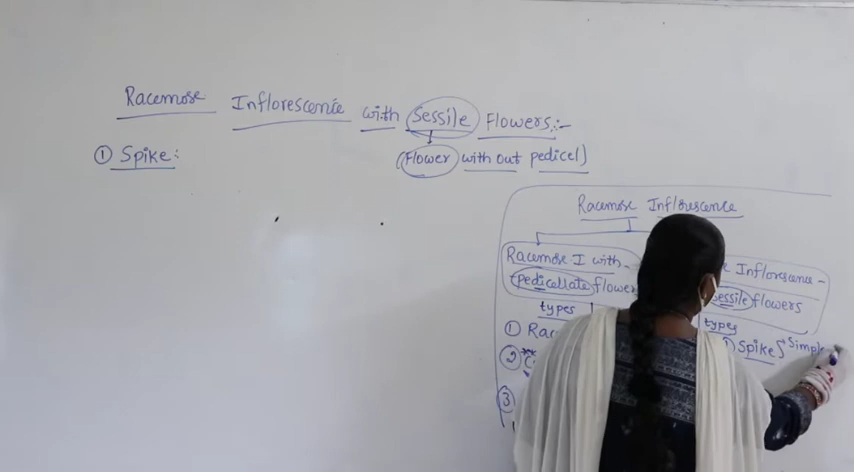 Racemose Inflorescence with Sessile Flowers:-
① Spike:
(Flower with out pedicel)
Racemose Inflorescence
Racemose I with
pedicellate flower
types
①
②
③
Inflorescence -
sessile flowers
types
Spike → Simple